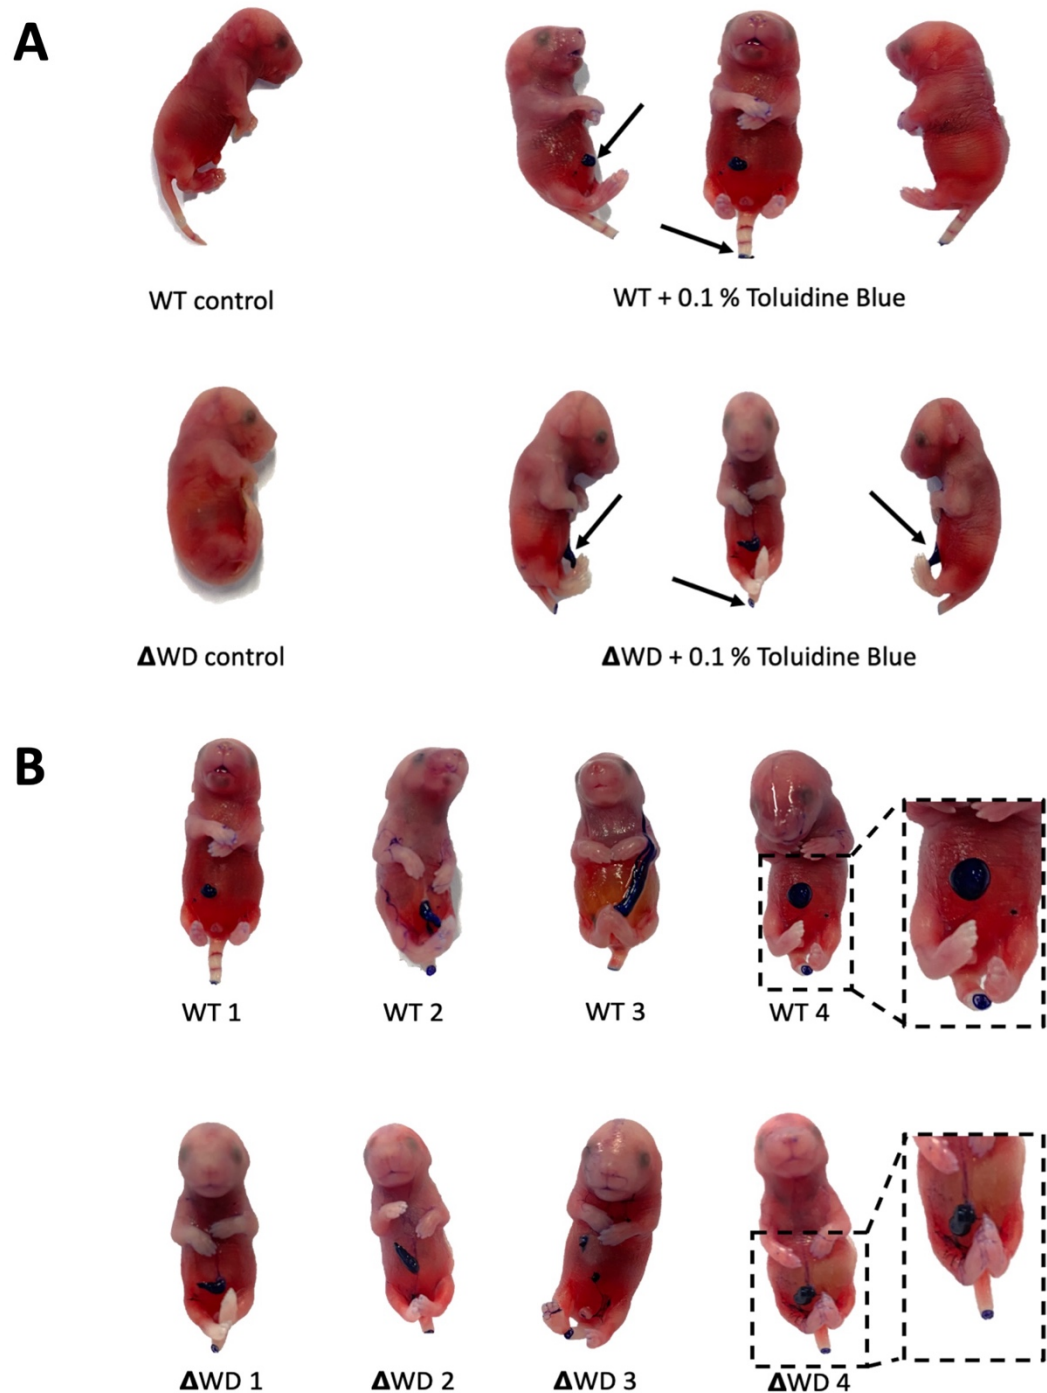 A
WT control
WT + 0.1 % Toluidine Blue
ΔWD control
ΔWD + 0.1 % Toluidine Blue
B
WT 1
WT 2
WT 3
WT 4
ΔWD 1
ΔWD 2
ΔWD 3
ΔWD 4